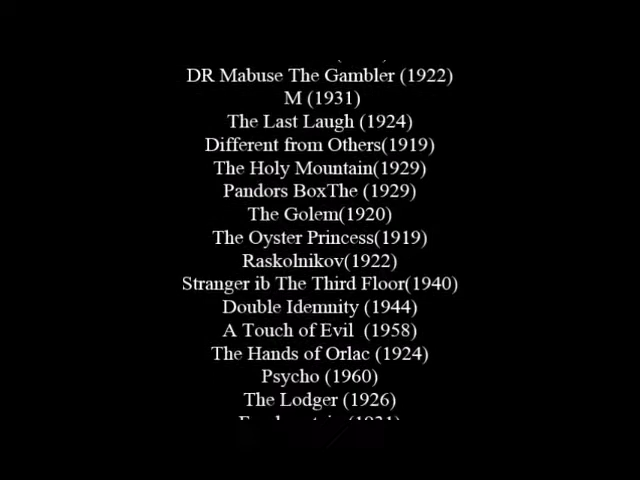 DR Mabuse The Gambler (1922)
M (1931)
The Last Laugh (1924)
Different from Others(1919)
The Holy Mountain(1929)
Pandors BoxThe (1929)
The Golem(1920)
The Oyster Princess(1919)
Raskolnikov(1922)
Stranger ib The Third Floor(1940)
Double Idemnity (1944)
A Touch of Evil  (1958)
The Hands of Orlac (1924)
Psycho (1960)
The Lodger (1926)